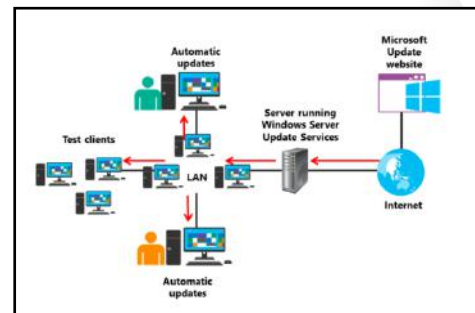 Automatic
updates
Microsoft
Update
website
Server running
Windows Server
Update Services
Test clients
LAN
Internet
Automatic
updates